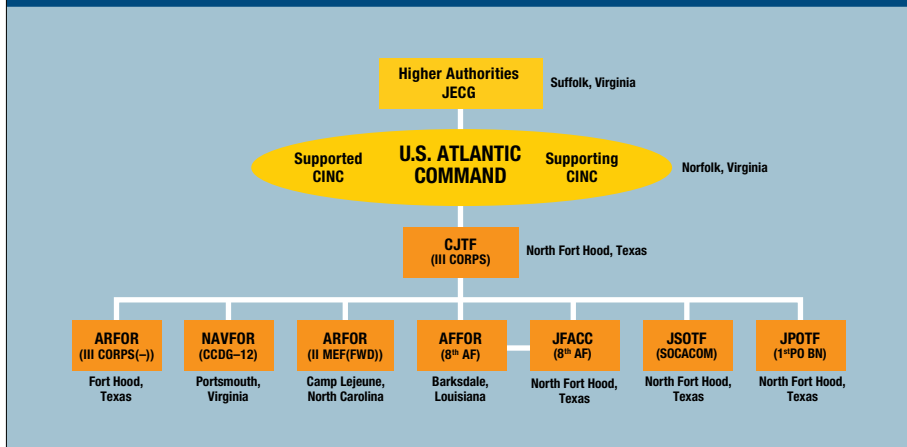 Higher Authorities
JECG
Suffolk, Virginia
Supported
CINC
U.S. ATLANTIC
COMMAND
Supporting
CINC
Norfolk, Virginia
CJTF
(III CORPS)
North Fort Hood, Texas
ARFOR
(III CORPS(–))
Fort Hood,
Texas
NAVFOR
(CCDG–12)
Portsmouth,
Virginia
ARFOR
(II MEF(FWD))
Camp Lejeune,
North Carolina
AFFOR
(8th AF)
Barksdale,
Louisiana
JFACC
(8th AF)
North Fort Hood,
Texas
JSOTF
(SOCACOM)
North Fort Hood,
Texas
JPOTF
(1stPO BN)
North Fort Hood,
Texas